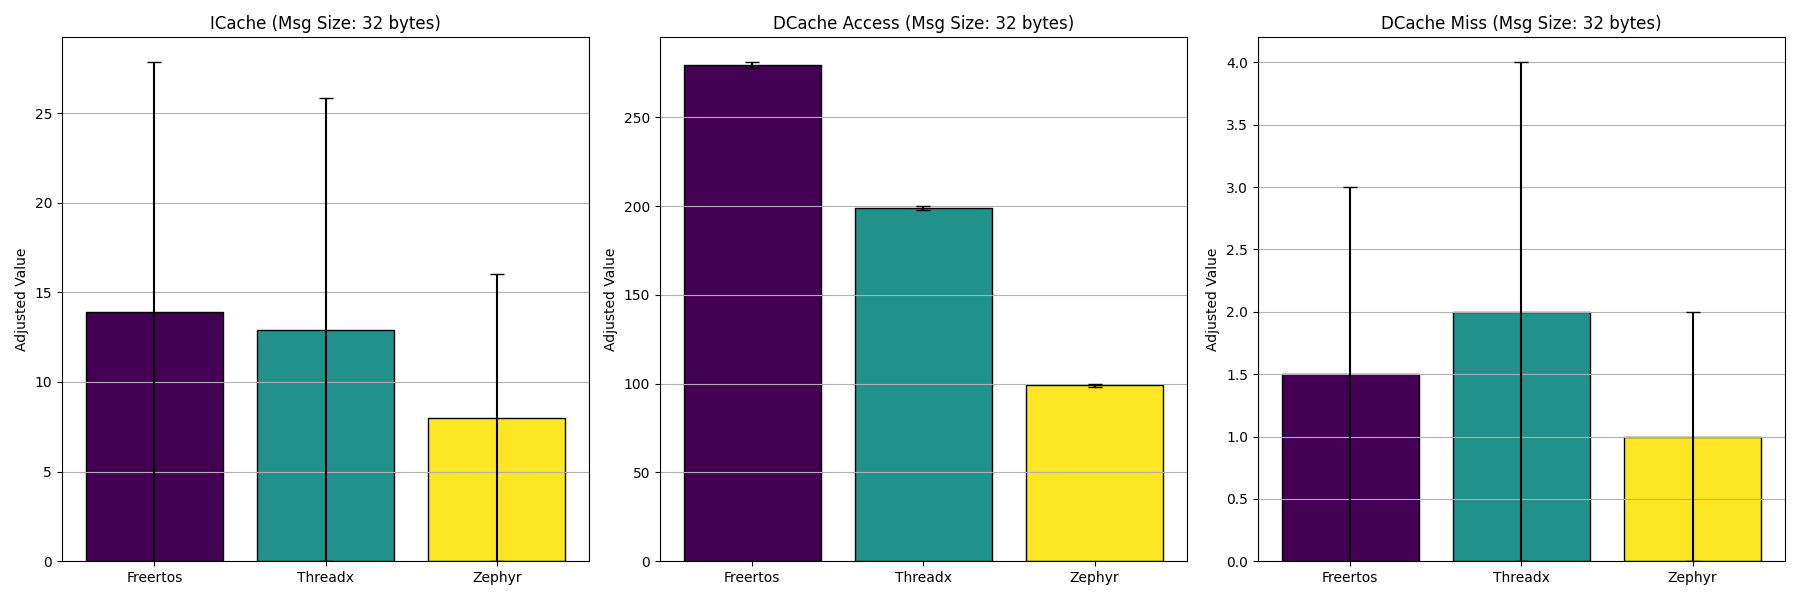 ICache (Msg Size: 32 bytes)
Adjusted Value
25
20
15
10
5
0
Freertos Threadx Zephyr
DCache Access (Msg Size: 32 bytes)
Adjusted Value
250
200
150
100
50
0
Freertos Threadx Zephyr
DCache Miss (Msg Size: 32 bytes)
Adjusted Value
4.0
3.5
3.0
2.5
2.0
1.5
1.0
0.5
0.0
Freertos Threadx Zephyr